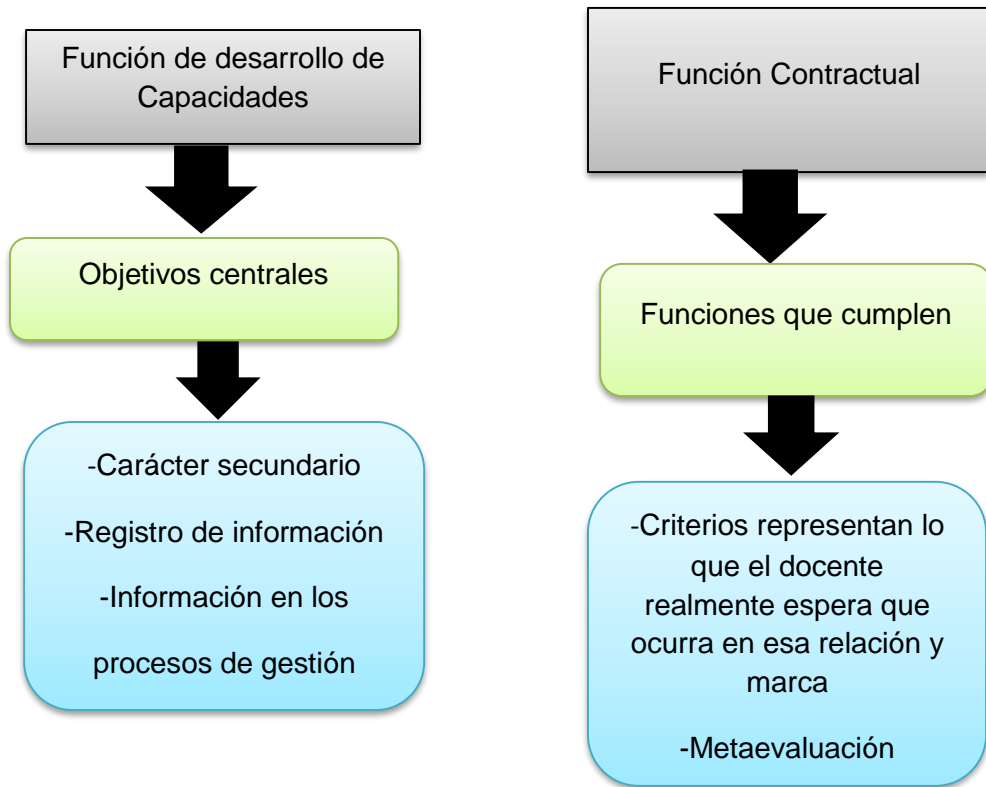 Función de desarrollo de
Capacidades
Objetivos centrales
-Carácter secundario
-Registro de información
-Información en los
procesos de gestión
Función Contractual
Funciones que cumplen
-Criterios representan lo
que el docente
realmente espera que
ocurra en esa relación y
marca
-Metaevaluación